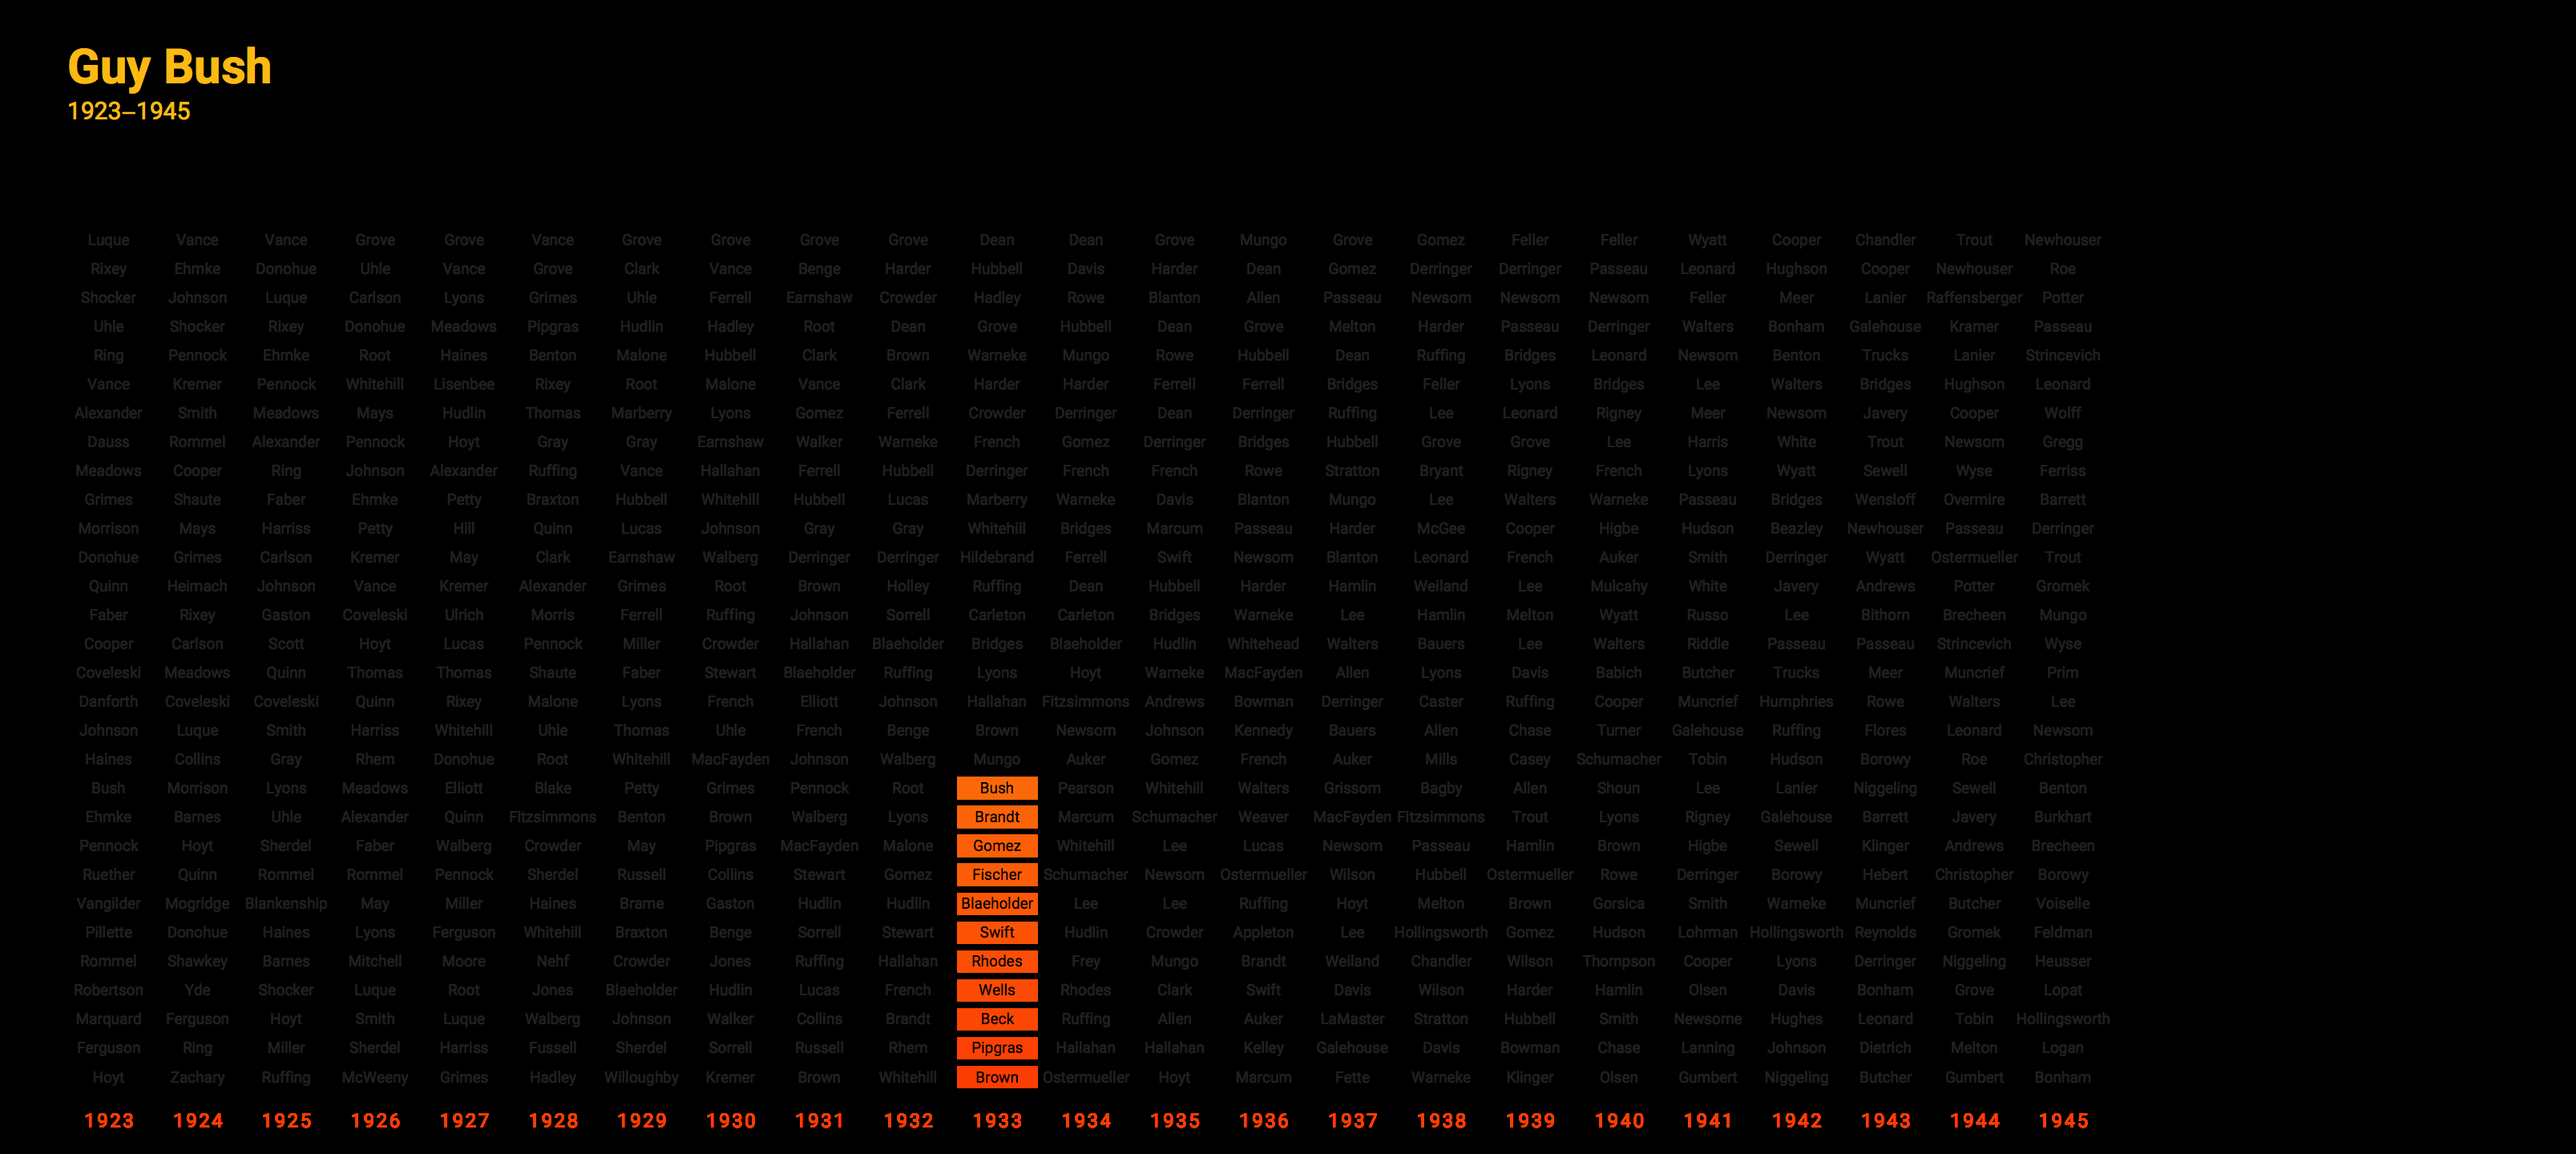 Guy Bush
1923–1945
Luque Vance Vance Grove Grove Vance Grove Grove Grove Grove Dean Dean Grove Mungo Grove Gomez Feller Feller Wyatt Cooper Chandler Trout Newhouser
Rixey Ehmke Donohue Uhle Vance Grove Clark Vance Benge Harder Hubbell Davis Harder Dean Gomez Derringer Derringer Passeau Leonard Hughson Cooper Newhouser Roe
Shocker Johnson Luque Carlson Lyons Grimes Uhle Ferrell Earnshaw Crowder Hadley Rowe Blanton Allen Passeau Newsom Newsom Newsom Feller Meer Lanier Raffensberger Potter
Uhle Shocker Rixey Donohue Meadows Pipgras Hudlin Hadley Root Dean Grove Hubbell Dean Grove Melton Harder Passeau Derringer Walters Bonham Galehouse Kramer Passeau
Ring Pennock Ehmke Root Haines Benton Malone Hubbell Clark Brown Warneke Mungo Rowe Hubbell Dean Ruffing Bridges Leonard Newsom Benton Trucks Lanier Strincevich
Vance Kremer Pennock Whitehill Lisenbee Rixey Root Malone Vance Clark Harder Harder Ferrell Ferrell Bridges Feller Lyons Bridges Lee Walters Bridges Hughson Leonard
Alexander Smith Meadows Mays Hudlin Thomas Marberry Lyons Gomez Ferrell Crowder Derringer Dean Derringer Ruffing Lee Leonard Rigney Meer Newsom Javery Cooper Wolff
Dauss Rommel Alexander Pennock Hoyt Gray Gray Earnshaw Walker Warneke French Gomez Derringer Bridges Hubbell Grove Grove Lee Harris White Trout Newsom Gregg
Meadows Cooper Ring Johnson Alexander Ruffing Vance Hallahan Ferrell Hubbell Derringer French French Rowe Stratton Bryant Rigney French Lyons Wyatt Sewell Wyse Ferriss
Grimes Shaute Faber Ehmke Petty Braxton Hubbell Whitehill Hubbell Lucas Marberry Warneke Davis Blanton Mungo Lee Walters Warneke Passeau Bridges Wensloff Overmire Barrett
Morrison Mays Harriss Petty Hill Quinn Lucas Johnson Gray Gray Whitehill Bridges Marcum Passeau Harder McGee Cooper Higbe Hudson Beazley Newhouser Passeau Derringer
Donohue Grimes Carlson Kremer May Clark Earnshaw Walberg Derringer Derringer Hildebrand Ferrell Swift Newsom Blanton Leonard French Auker Smith Derringer Wyatt Ostermueller Trout
Quinn Heimach Johnson Vance Kremer Alexander Grimes Root Brown Holley Ruffing Dean Hubbell Harder Hamlin Weiland Lee Mulcahy White Javery Andrews Potter Gromek
Faber Rixey Gaston Coveleski Ulrich Morris Ferrell Ruffing Johnson Sorrell Carleton Carleton Bridges Warneke Lee Hamlin Melton Wyatt Russo Lee Bithorn Brecheen Mungo
Cooper Carlson Scott Hoyt Lucas Pennock Miller Crowder Hallahan Blaeholder Bridges Blaeholder Hudlin Whitehead Walters Bauers Lee Walters Riddle Passeau Passeau Strincevich Wyse
Coveleski Meadows Quinn Thomas Thomas Shaute Faber Stewart Blaeholder Ruffing Lyons Hoyt Warneke MacFayden Allen Lyons Davis Babich Butcher Trucks Meer Muncrief Prim
Danforth Coveleski Coveleski Quinn Rixey Malone Lyons French Elliott Johnson Hallahan Fitzsimmons Andrews Bowman Derringer Caster Ruffing Cooper Muncrief Humphries Rowe Walters Lee
Johnson Luque Smith Harriss Whitehill Uhle Thomas Uhle French Benge Brown Newsom Johnson Kennedy Bauers Allen Chase Turner Galehouse Ruffing Flores Leonard Newsom
Haines Collins Gray Rhem Donohue Root Whitehill MacFayden Johnson Walberg Mungo Auker Gomez French Auker Mills Casey Schumacher Tobin Hudson Borowy Roe Christopher
Bush Morrison Lyons Meadows Elliott Blake Petty Grimes Pennock Root Bush Pearson Whitehill Walters Grissom Bagby Allen Shoun Lee Lanier Niggeling Sewell Benton
Ehmke Barnes Uhle Alexander Quinn Fitzsimmons Benton Brown Walberg Lyons Brandt Marcum Schumacher Weaver MacFayden Fitzsimmons Trout Lyons Rigney Galehouse Barrett Javery Burkhart
Pennock Hoyt Sherdel Faber Walberg Crowder May Pipgras MacFayden Malone Gomez Whitehill Lee Lucas Newsom Passeau Hamlin Brown Higbe Sewell Klinger Andrews Brecheen
Ruether Quinn Rommel Rommel Pennock Sherdel Russell Collins Stewart Gomez Fischer Schumacher Newsom Ostermueller Wilson Hubbell Ostermueller Rowe Derringer Borowy Hebert Christopher Borowy
Vangilder Mogridge Blankenship May Miller Haines Brame Gaston Hudlin Hudlin Blaeholder Lee Lee Ruffing Hoyt Melton Brown Gorsica Smith Warneke Muncrief Butcher Voiselle
Pillette Donohue Haines Lyons Ferguson Whitehill Braxton Benge Sorrell Stewart Swift Hudlin Crowder Appleton Lee Hollingsworth Gomez Hudson Lohrman Hollingsworth Reynolds Gromek Feldman
Rommel Shawkey Barnes Mitchell Moore Nehf Crowder Jones Ruffing Hallahan Rhodes Frey Mungo Brandt Weiland Chandler Wilson Thompson Cooper Lyons Derringer Niggeling Heusser
Robertson Yde Shocker Luque Root Jones Blaeholder Hudlin Lucas French Wells Rhodes Clark Swift Davis Wilson Harder Hamlin Olsen Davis Bonham Grove Lopat
Marquard Ferguson Hoyt Smith Luque Walberg Johnson Walker Collins Brandt Beck Ruffing Allen Auker LaMaster Stratton Hubbell Smith Newsome Hughes Leonard Tobin Hollingsworth
Ferguson Ring Miller Sherdel Harriss Fussell Sherdel Sorrell Russell Rhem Pipgras Hallahan Hallahan Kelley Galehouse Davis Bowman Chase Lanning Johnson Dietrich Melton Logan
Hoyt Zachary Ruffing McWeeny Grimes Hadley Willoughby Kremer Brown Whitehill Brown Ostermueller Hoyt Marcum Fette Warneke Klinger Olsen Gumbert Niggeling Butcher Gumbert Bonham
1923 1924 1925 1926 1927 1928 1929 1930 1931 1932 1933 1934 1935 1936 1937 1938 1939 1940 1941 1942 1943 1944 1945